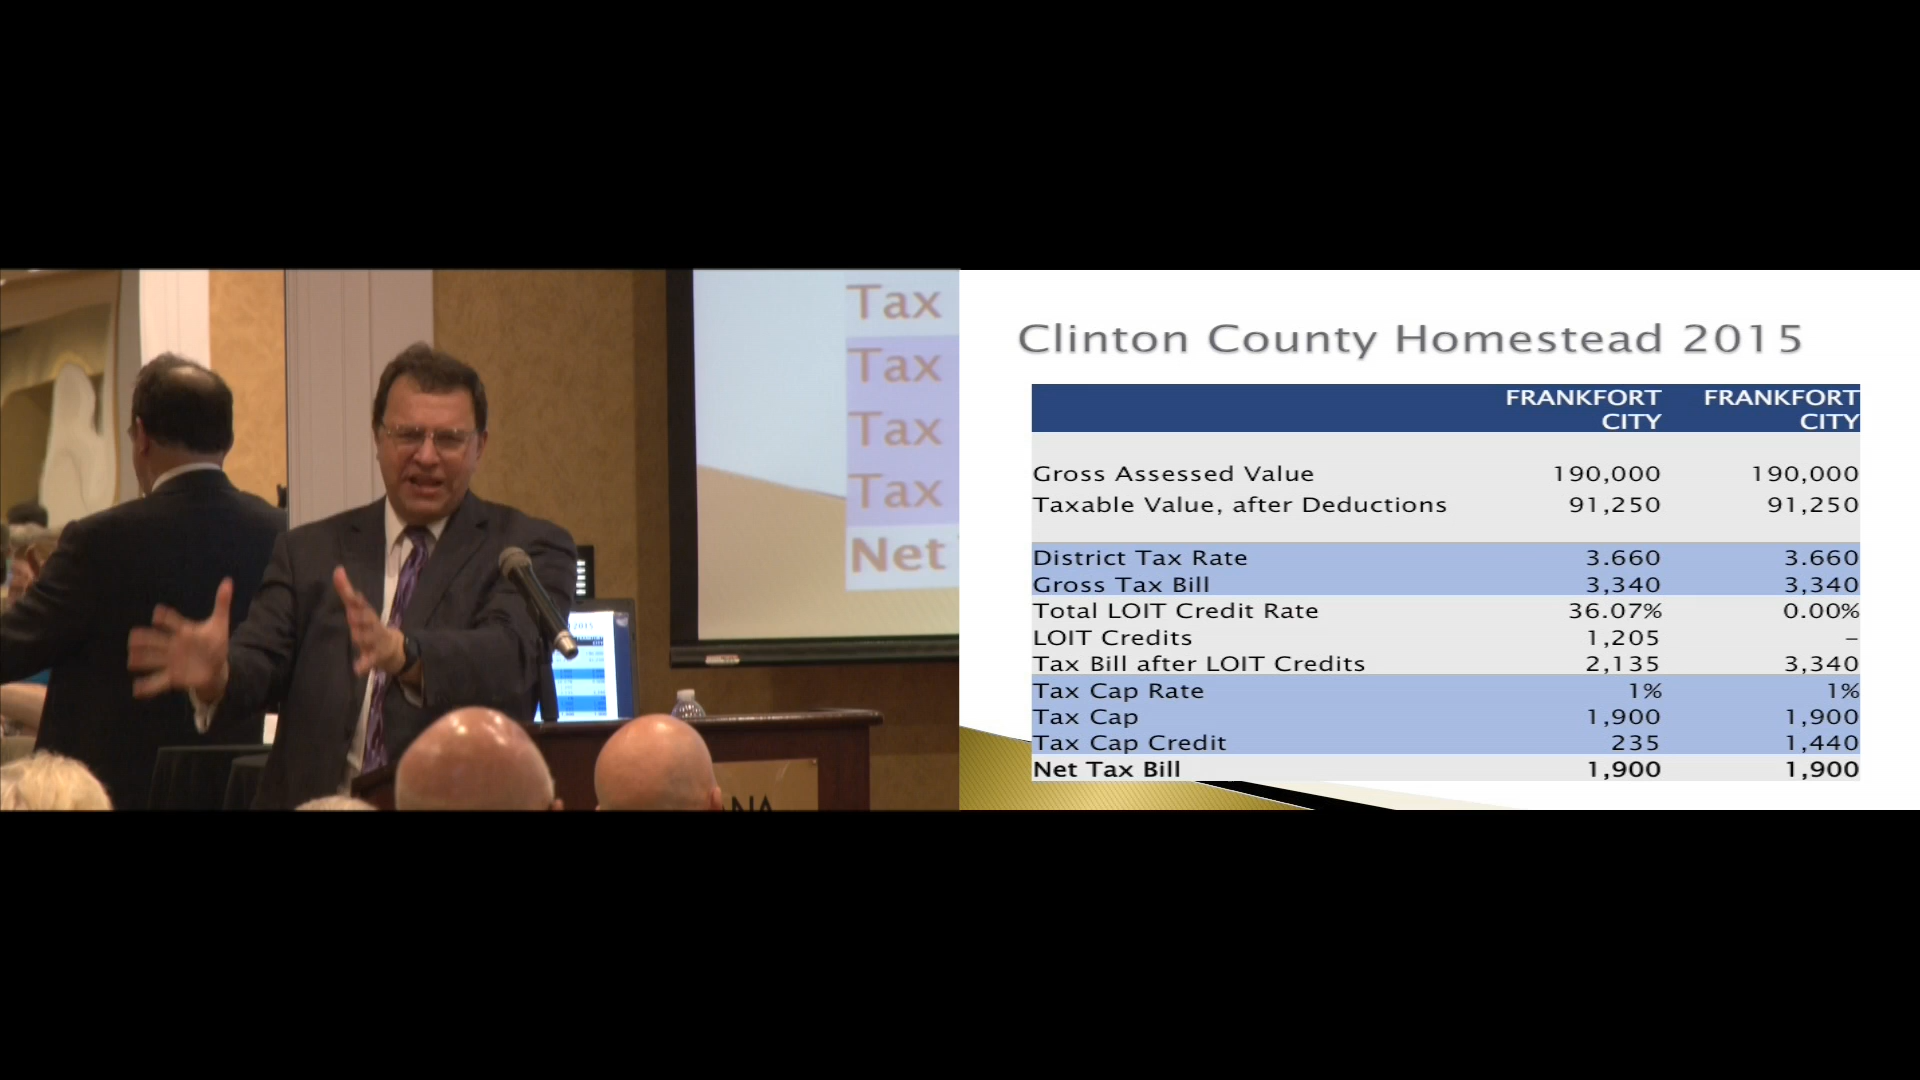 Tax
Tax
Tax
Tax
Net
2015
NA
Clinton County Homestead 2015
FRANKFORT CITY FRANKFORT CITY
Gross Assessed Value 190,000 190,000
Taxable Value, after Deductions 91,250 91,250
District Tax Rate 3.660 3.660
Gross Tax Bill 3,340 3,340
Total LOIT Credit Rate 36.07% 0.00%
LOIT Credits 1,205 –
Tax Bill after LOIT Credits 2,135 3,340
Tax Cap Rate 1% 1%
Tax Cap 1,900 1,900
Tax Cap Credit 235 1,440
Net Tax Bill 1,900 1,900